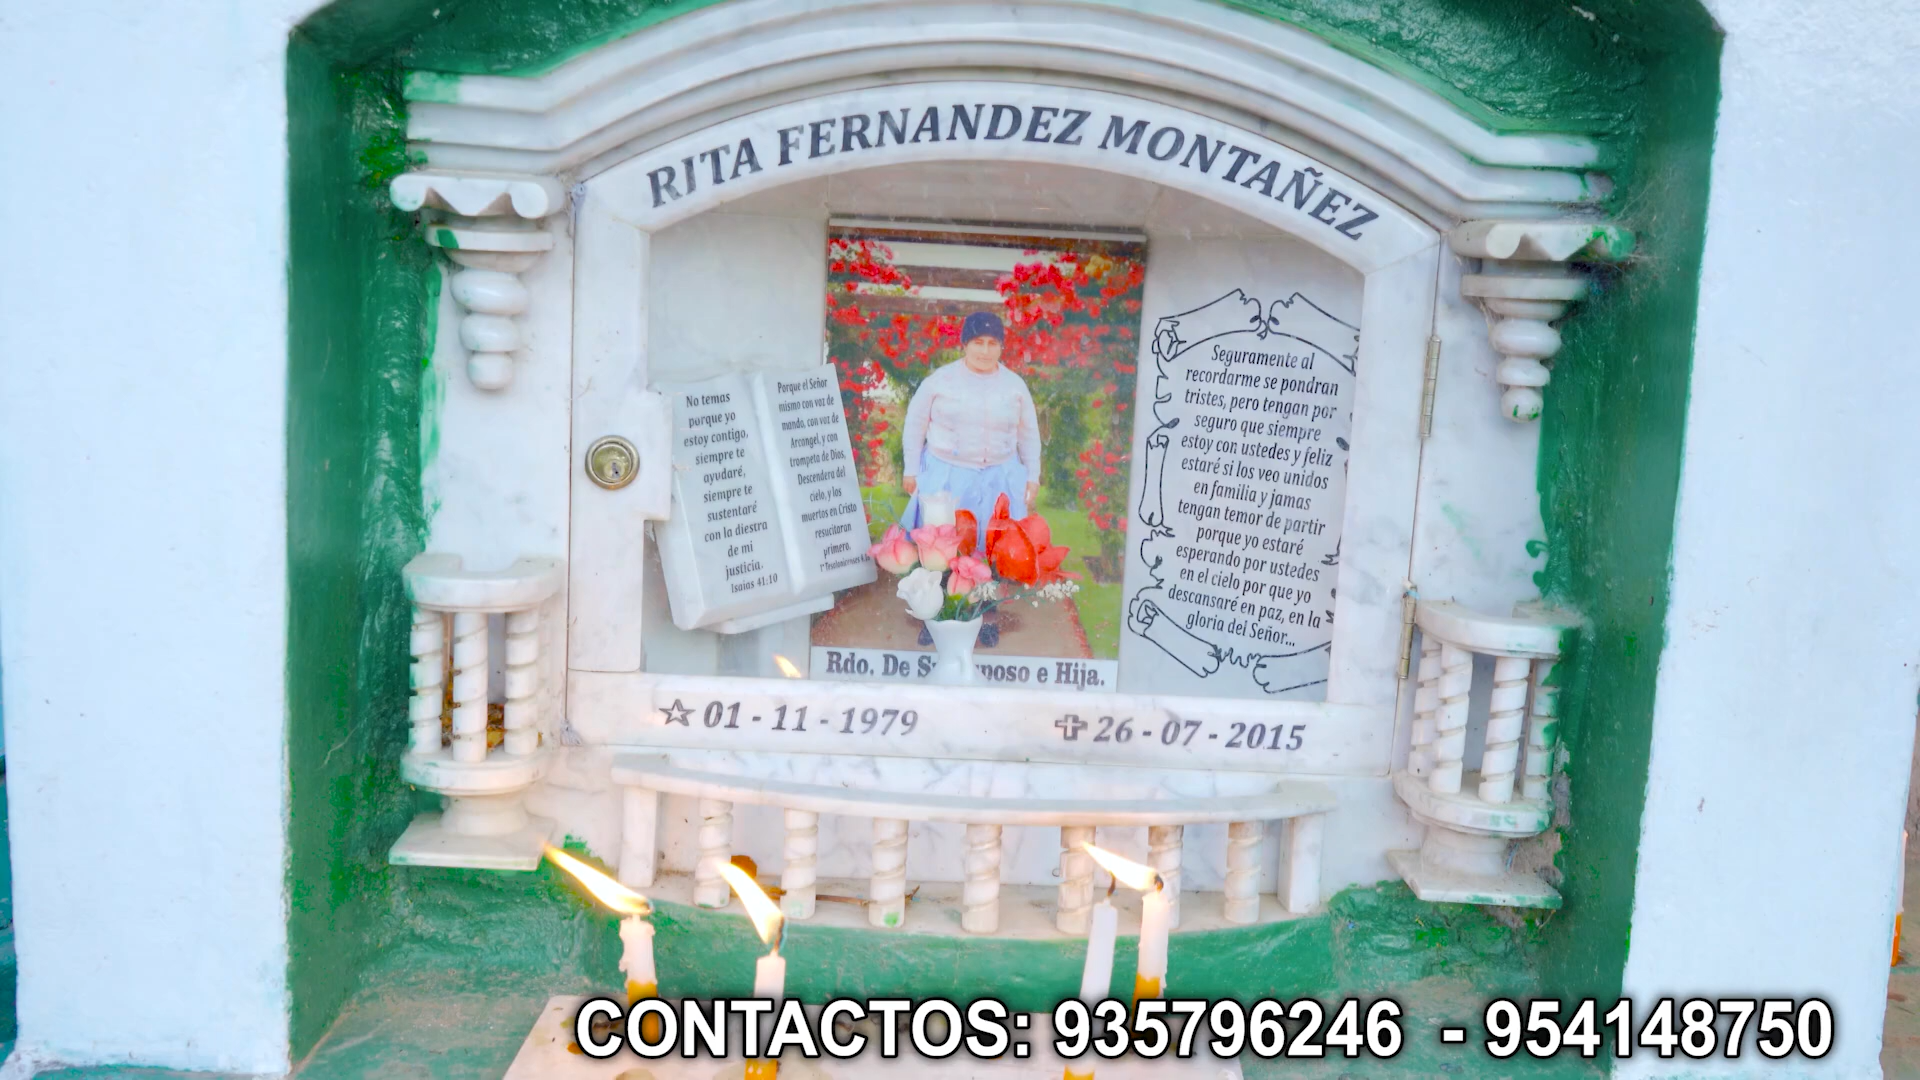 RITA FERNANDEZ MONTAÑEZ
No temas
porque yo
estoy contigo,
siempre te
ayudaré,
siempre te
sustentaré
con la diestra
de mi
justicia.
Isaías 41:10
Porque el Señor
mismo con voz de
mando, con voz de
Arcangel, y con
trompeta de Dios,
Descendera del
cielo, y los
muertos en Cristo
resucitaran
primero.
Seguramente al
recordarme se pondran
tristes, pero tengan por
seguro que siempre
estoy con ustedes y feliz
estaré si los veo unidos
en familia y jamas
tengan temor de partir
porque yo estaré
esperando por ustedes
en el cielo por que yo
descansaré en paz, en la
gloria del Señor...
Rdo. De e Hija.
01 - 11 - 1979
26 - 07 - 2015
CONTACTOS: 935796246 - 954148750